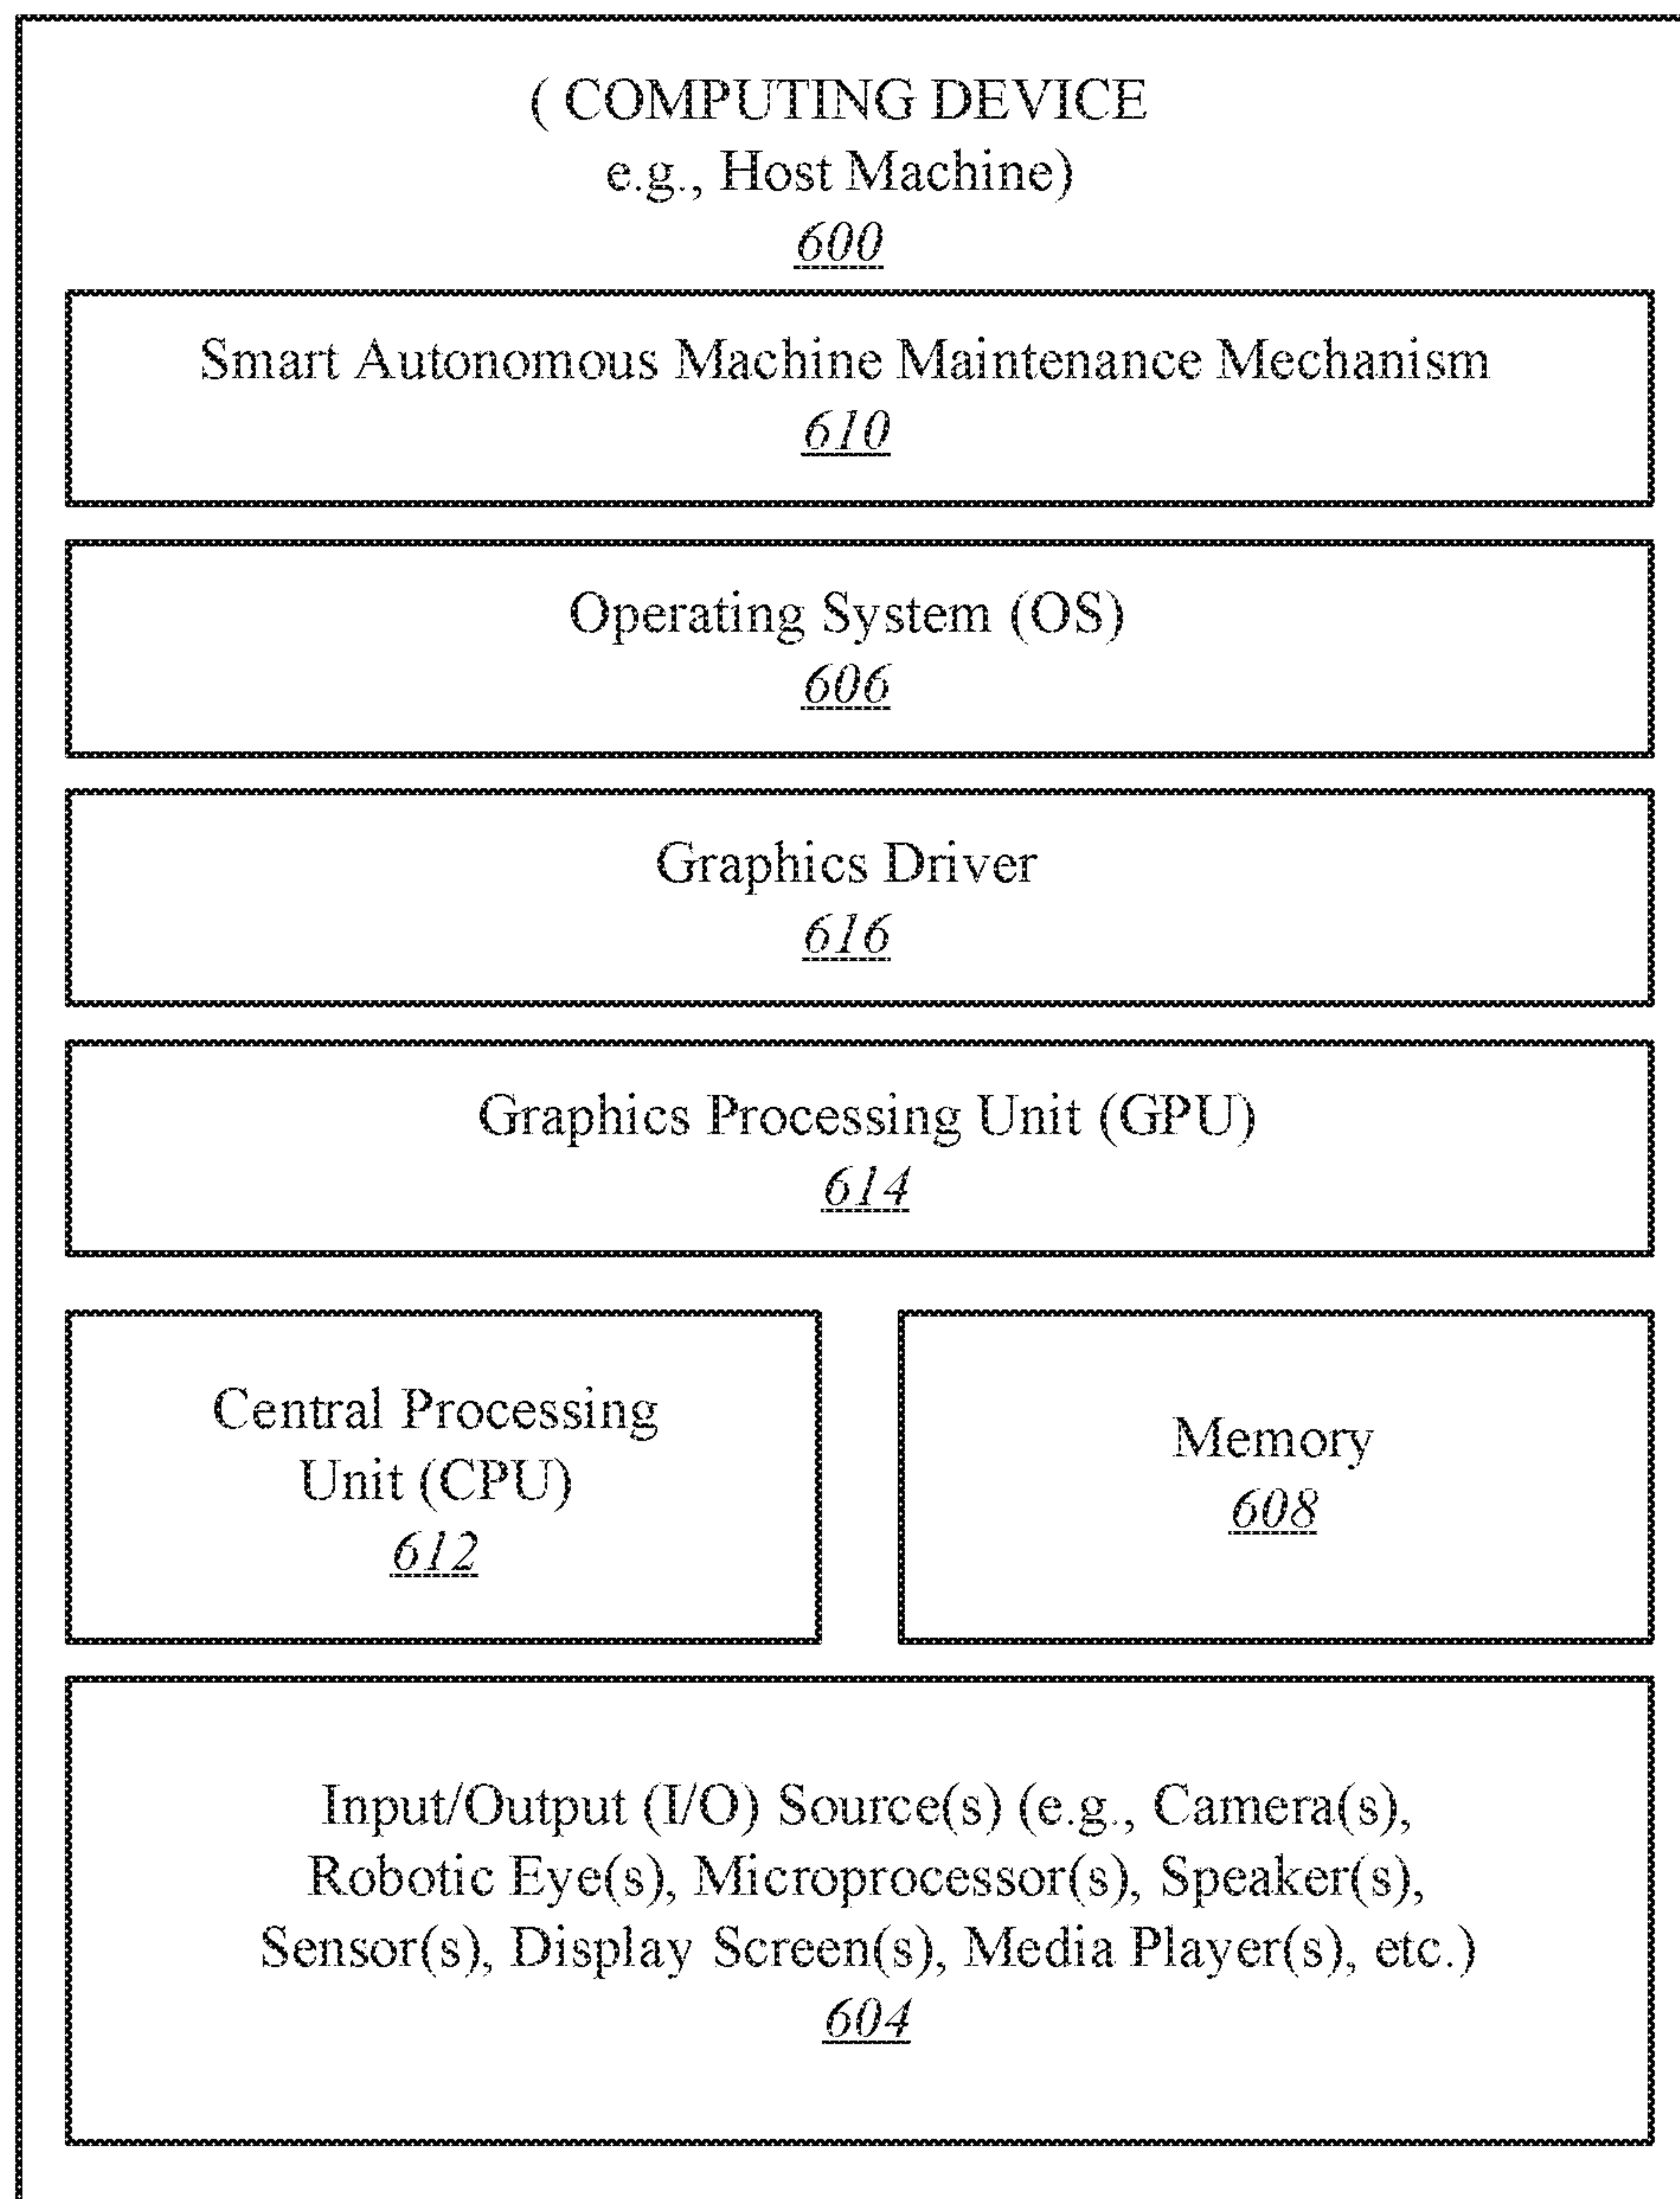 ( COMPUTING DEVICE
e.g., Host Machine)
600
Smart Autonomous Machine Maintenance Mechanism
610
Operating System (OS)
606
Graphics Driver
616
Graphics Processing Unit (GPU)
614
Central Processing
Unit (CPU)
612
Memory
608
Input/Output (I/O) Source(s) (e.g., Camera(s),
Robotic Eye(s), Microprocessor(s), Speaker(s),
Sensor(s), Display Screen(s), Media Player(s), etc.)
604